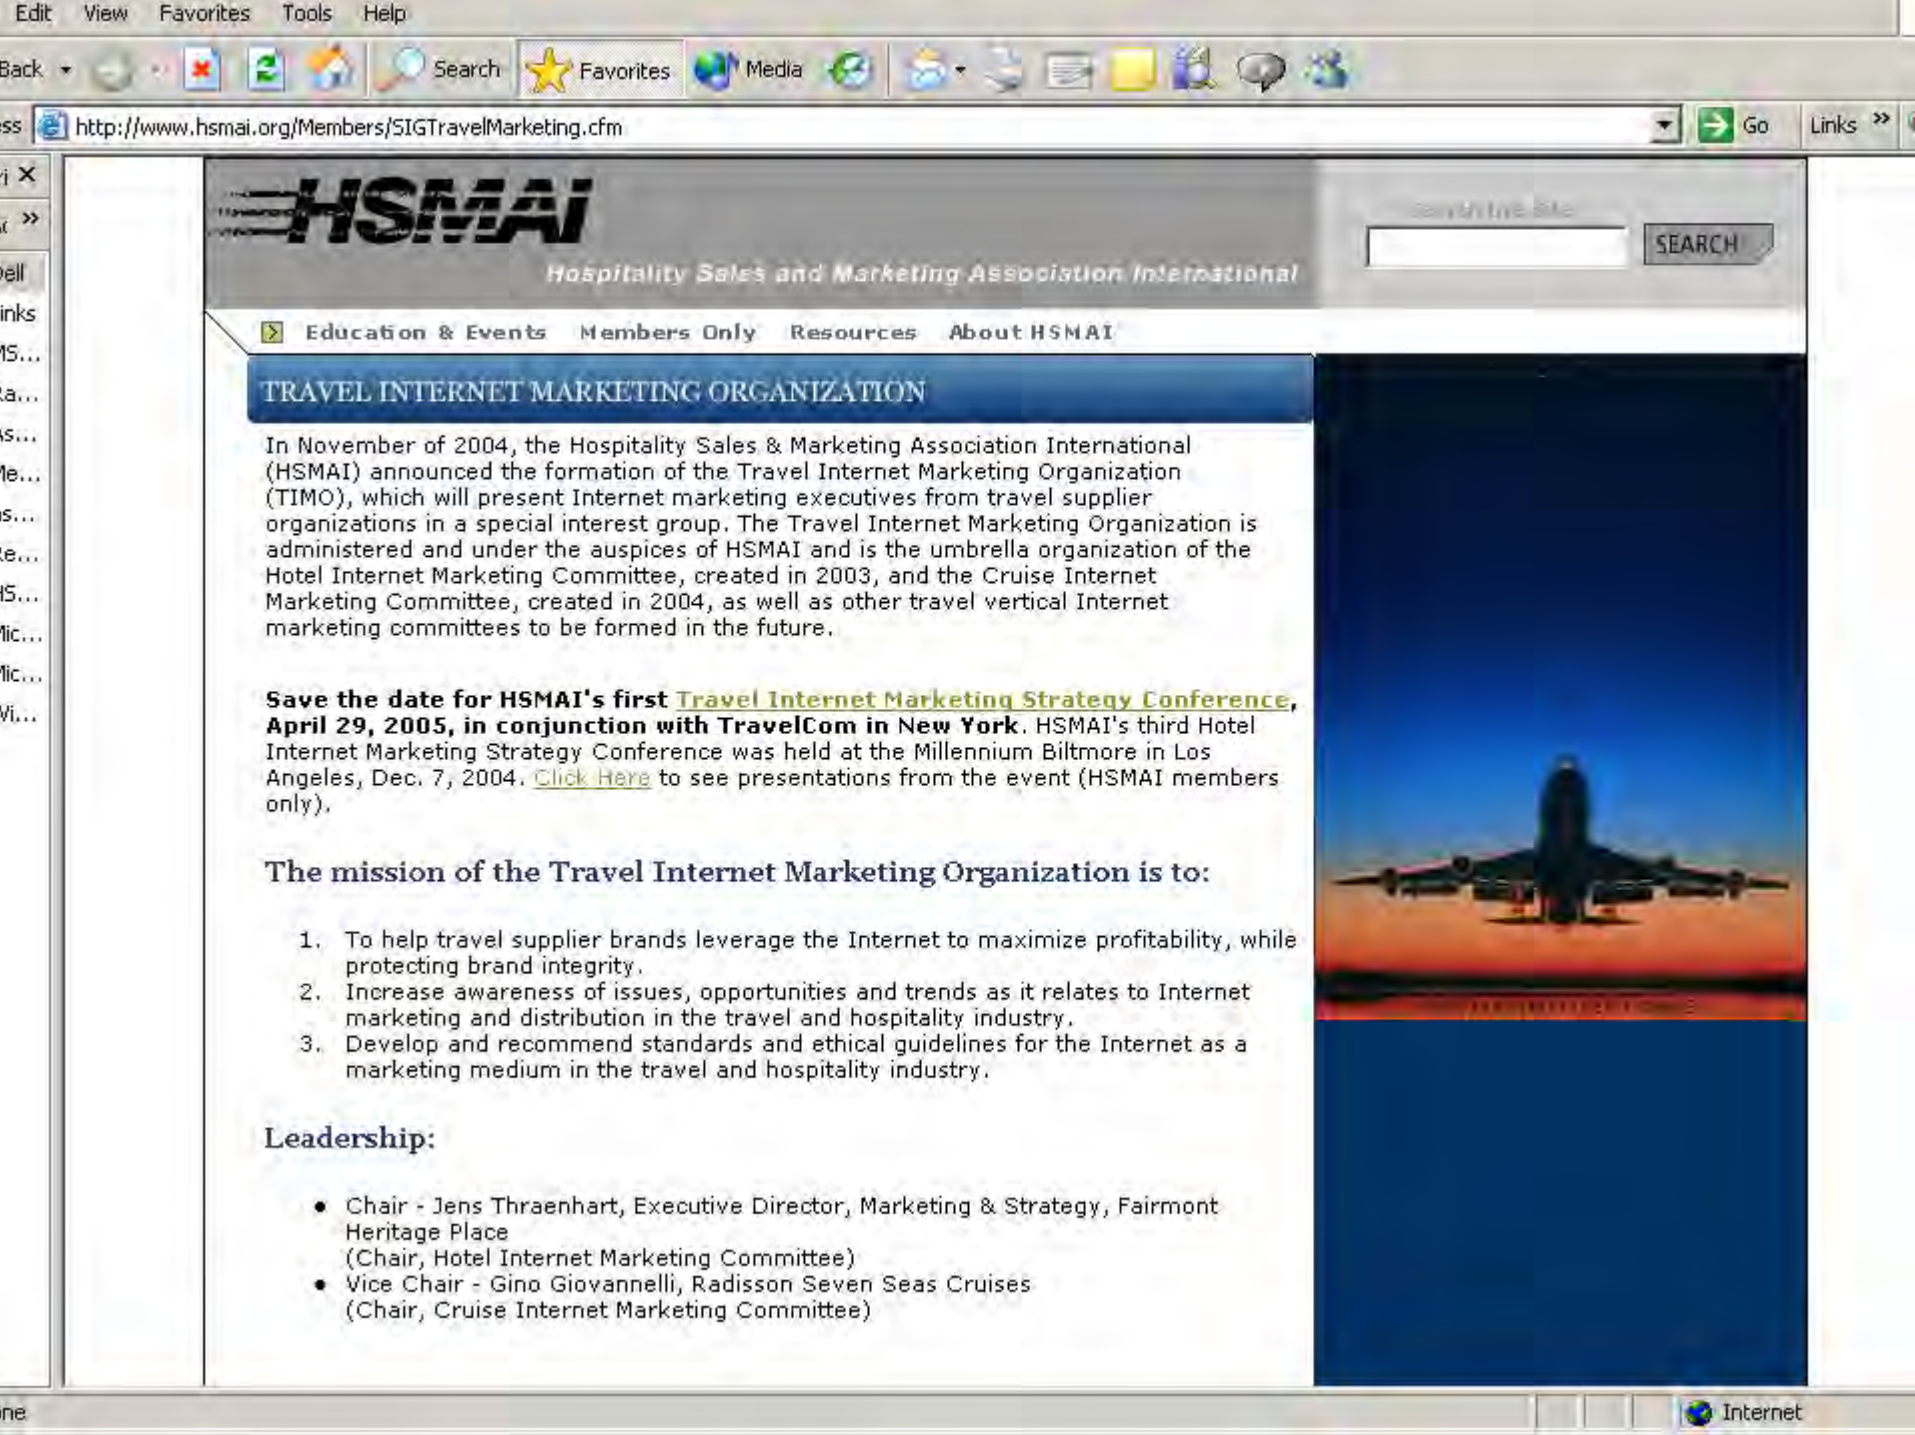 Edit View Favorites Tools Help
Back Search Favorites Media
ess http://www.hsmai.org/Members/SIGTravelMarketing.cfm Go Links »
HSMAI
Hospitality Sales and Marketing Association International
SEARCH
Education & Events Members Only Resources About HSMAI
TRAVEL INTERNET MARKETING ORGANIZATION
In November of 2004, the Hospitality Sales & Marketing Association International
(HSMAI) announced the formation of the Travel Internet Marketing Organization
(TIMO), which will present Internet marketing executives from travel supplier
organizations in a special interest group. The Travel Internet Marketing Organization is
administered and under the auspices of HSMAI and is the umbrella organization of the
Hotel Internet Marketing Committee, created in 2003, and the Cruise Internet
Marketing Committee, created in 2004, as well as other travel vertical Internet
marketing committees to be formed in the future.
Save the date for HSMAI's first Travel Internet Marketing Strategy Conference,
April 29, 2005, in conjunction with TravelCom in New York. HSMAI's third Hotel
Internet Marketing Strategy Conference was held at the Millennium Biltmore in Los
Angeles, Dec. 7, 2004. Click Here to see presentations from the event (HSMAI members
only).
The mission of the Travel Internet Marketing Organization is to:
1. To help travel supplier brands leverage the Internet to maximize profitability, while
protecting brand integrity.
2. Increase awareness of issues, opportunities and trends as it relates to Internet
marketing and distribution in the travel and hospitality industry.
3. Develop and recommend standards and ethical guidelines for the Internet as a
marketing medium in the travel and hospitality industry.
Leadership:
• Chair - Jens Thraenhart, Executive Director, Marketing & Strategy, Fairmont
Heritage Place
(Chair, Hotel Internet Marketing Committee)
• Vice Chair - Gino Giovannelli, Radisson Seven Seas Cruises
(Chair, Cruise Internet Marketing Committee)
Internet